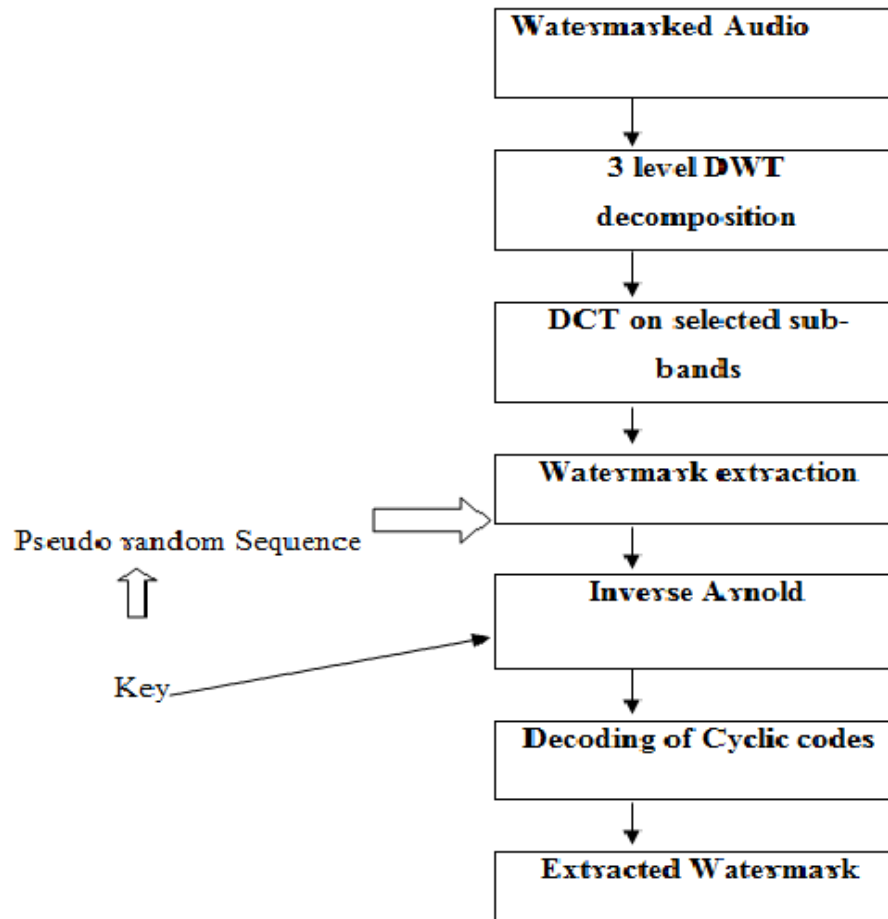 Watermarked Audio
3 level DWT
decomposition
DCT on selected sub-
bands
Watermark extraction
Pseudo random Sequence
Inverse Arnold
Key
Decoding of Cyclic codes
Extracted Watermark